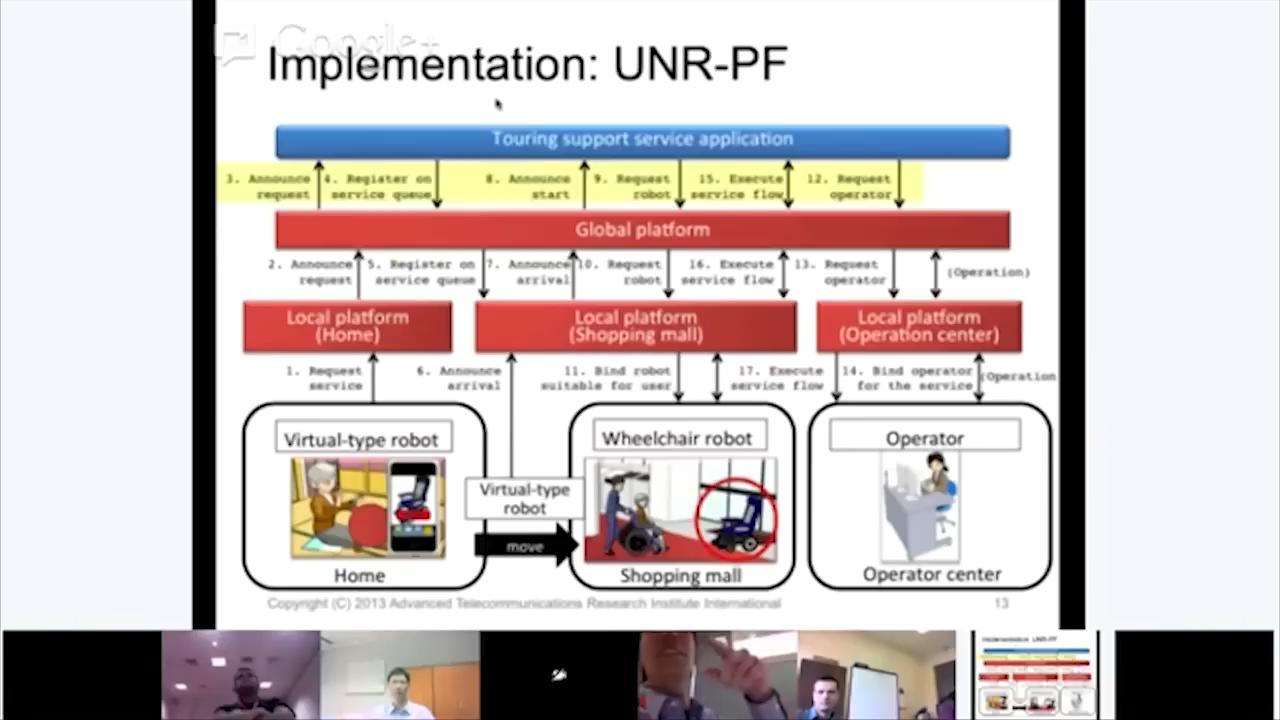 Google+
Implementation: UNR-PF
Touring support service application
3. Announce request
4. Register on service queue
8. Announce start
9. Request robot
15. Execute service flow
12. Request operator
Global platform
2. Announce request
5. Register on service queue
7. Announce arrival
10. Request robot
16. Execute service flow
13. Request operator
(Operation)
Local platform
(Home)
Local platform
(Shopping mall)
Local platform
(Operation center)
1. Request service
6. Announce arrival
11. Bind robot suitable for user
17. Execute service flow
14. Bind operator for the service
(Operation
Virtual-type robot
Wheelchair robot
Operator
Virtual-type
robot
move
Home
Shopping mall
Operator center
Copyright (C) 2013 Advanced Telecommunications Research Institute International
13